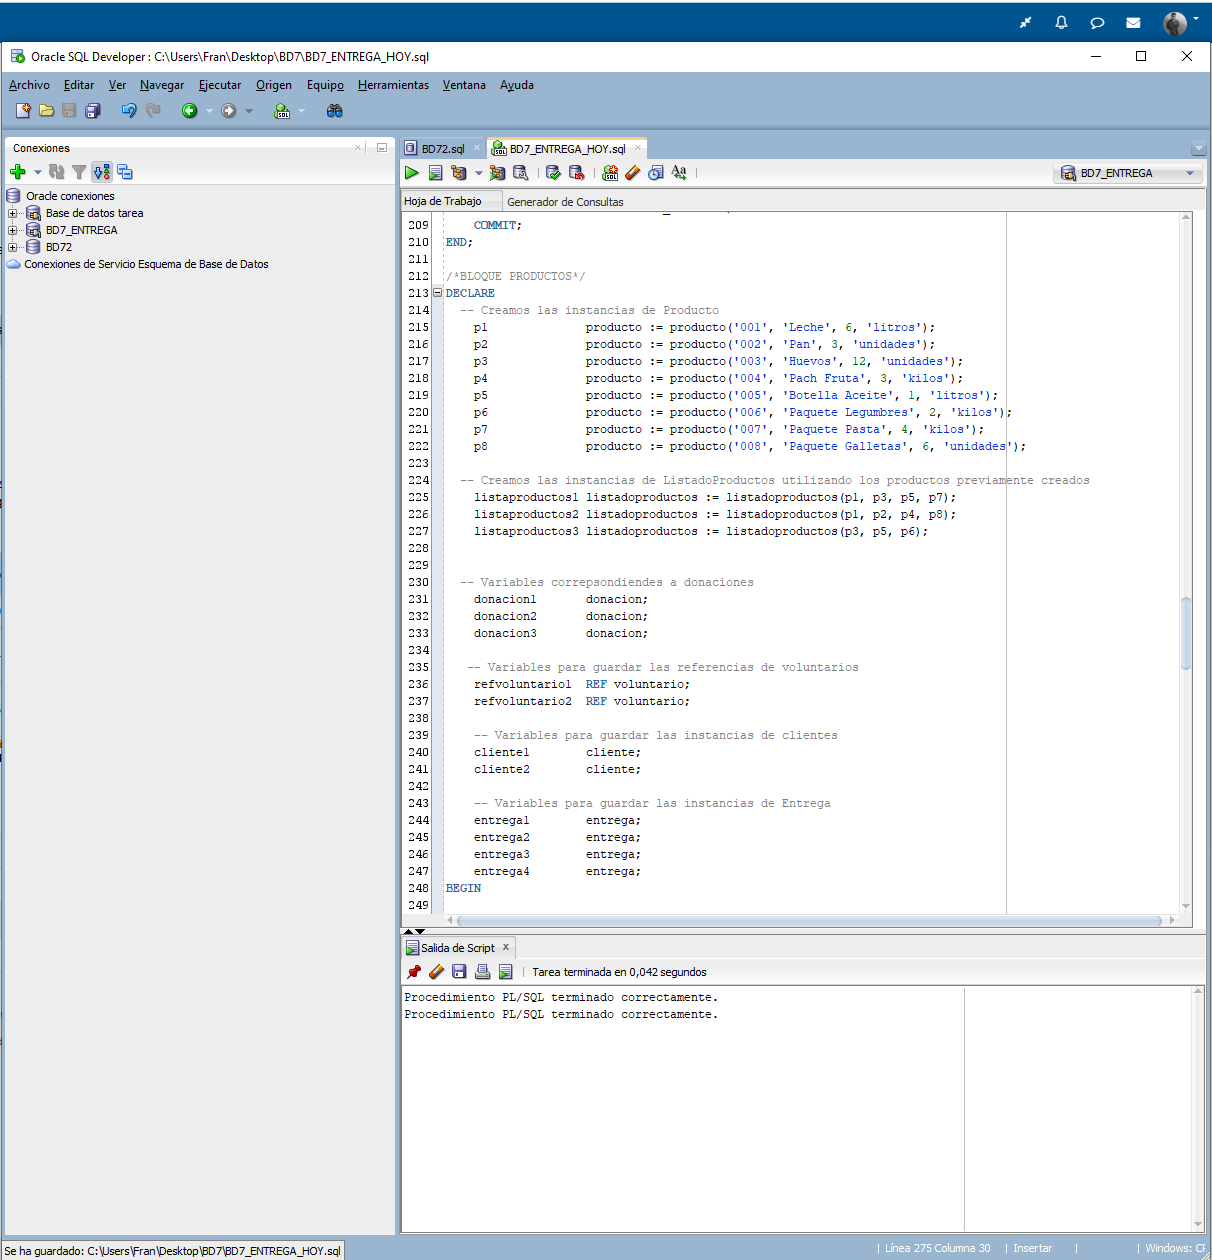 Oracle SQL Developer : C:\Users\Fran\Desktop\BD7\BD7_ENTREGA_HOY.sql
Archivo Editar Ver Navegar Ejecutar Origen Equipo Herramientas Ventana Ayuda
Conexiones
Oracle conexiones
Base de datos tarea
BD7_ENTREGA
BD72
Conexiones de Servicio Esquema de Base de Datos
BD72.sql
BD7_ENTREGA_HOY.sql
BD7_ENTREGA
Hoja de Trabajo Generador de Consultas
209 COMMIT;
210 END;
211
212 /*BLOQUE PRODUCTOS*/
213 DECLARE
214 -- Creamos las instancias de Producto
215 p1 producto := producto('001', 'Leche', 6, 'litros');
216 p2 producto := producto('002', 'Pan', 3, 'unidades');
217 p3 producto := producto('003', 'Huevos', 12, 'unidades');
218 p4 producto := producto('004', 'Pach Fruta', 3, 'kilos');
219 p5 producto := producto('005', 'Botella Aceite', 1, 'litros');
220 p6 producto := producto('006', 'Paquete Legumbres', 2, 'kilos');
221 p7 producto := producto('007', 'Paquete Pasta', 4, 'kilos');
222 p8 producto := producto('008', 'Paquete Galletas', 6, 'unidades');
223
224 -- Creamos las instancias de ListadoProductos utilizando los productos previamente creados
225 listaproductos1 listadoproductos := listadoproductos(p1, p3, p5, p7);
226 listaproductos2 listadoproductos := listadoproductos(p1, p2, p4, p8);
227 listaproductos3 listadoproductos := listadoproductos(p3, p5, p6);
228
229
230 -- Variables correpsondiendes a donaciones
231 donacion1 donacion;
232 donacion2 donacion;
233 donacion3 donacion;
234
235 -- Variables para guardar las referencias de voluntarios
236 refvoluntario1 REF voluntario;
237 refvoluntario2 REF voluntario;
238
239 -- Variables para guardar las instancias de clientes
240 cliente1 cliente;
241 cliente2 cliente;
242
243 -- Variables para guardar las instancias de Entrega
244 entrega1 entrega;
245 entrega2 entrega;
246 entrega3 entrega;
247 entrega4 entrega;
248 BEGIN
249
Salida de Script x
Tarea terminada en 0,042 segundos
Procedimiento PL/SQL terminado correctamente.
Procedimiento PL/SQL terminado correctamente.
Se ha guardado: C:\Users\Fran\Desktop\BD7\BD7_ENTREGA_HOY.sql
Línea 275 Columna 30 | Insertar | | Windows: